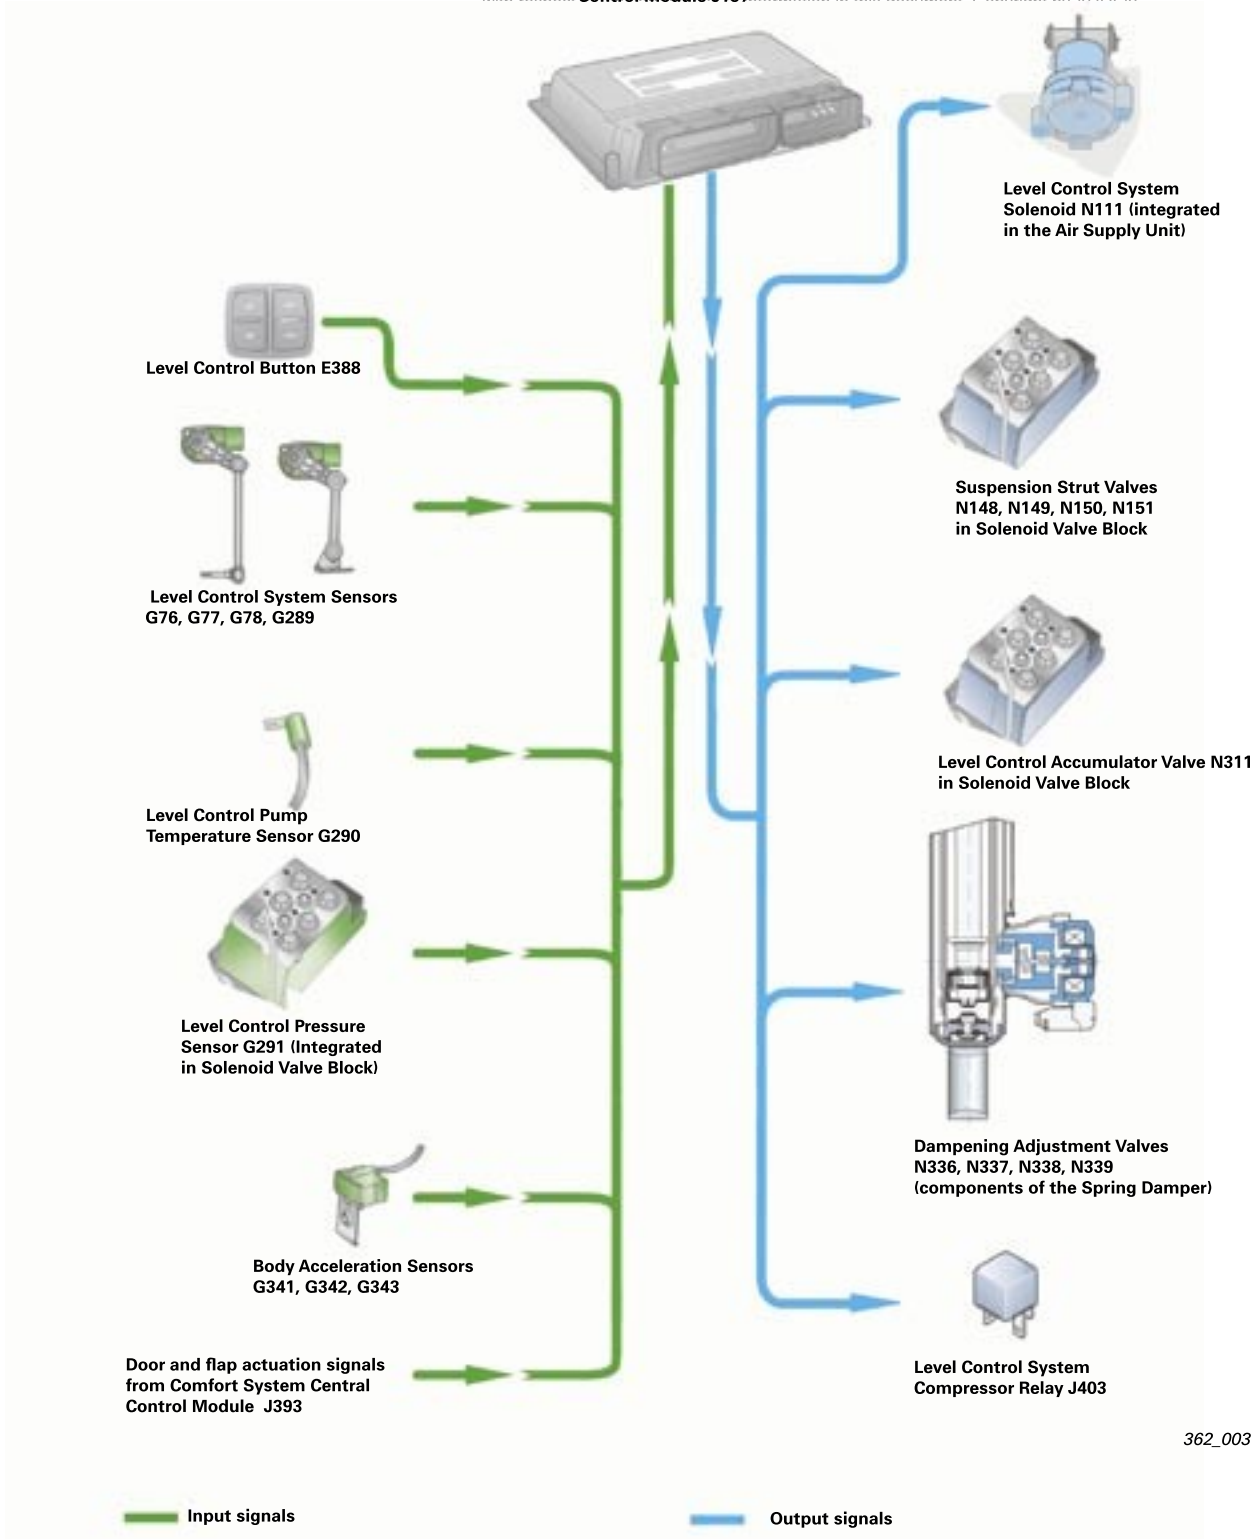 Level Control System
Solenoid N111 (integrated
in the Air Supply Unit)
Level Control Button E388
Suspension Strut Valves
N148, N149, N150, N151
in Solenoid Valve Block
Level Control System Sensors
G76, G77, G78, G289
Level Control Accumulator Valve N311
in Solenoid Valve Block
Level Control Pump
Temperature Sensor G290
Level Control Pressure
Sensor G291 (Integrated
in Solenoid Valve Block)
Dampening Adjustment Valves
N336, N337, N338, N339
(components of the Spring Damper)
Body Acceleration Sensors
G341, G342, G343
Door and flap actuation signals
from Comfort System Central
Control Module J393
Level Control System
Compressor Relay J403
362_003
Input signals
Output signals